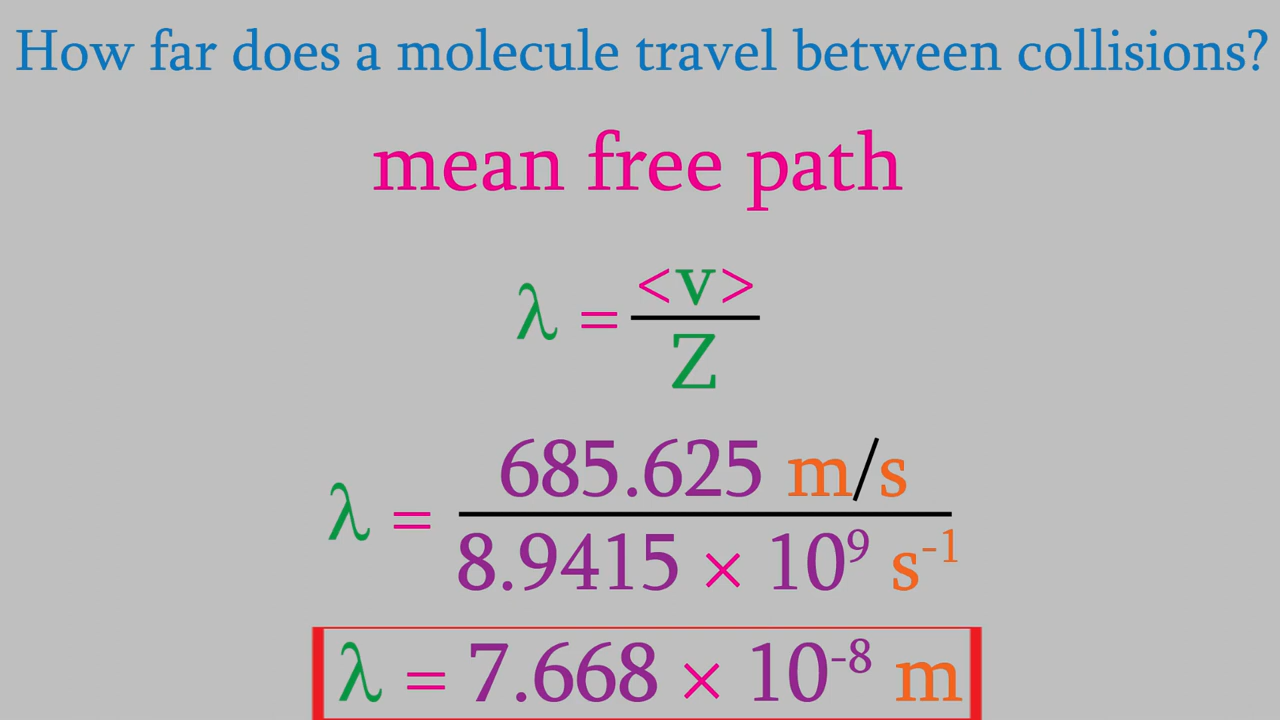 How far does a molecule travel between collisions?
mean free path
λ = <v> / Z
λ = 685.625 m/s / 8.9415 × 10⁹ s⁻¹
λ = 7.668 × 10⁻⁸ m